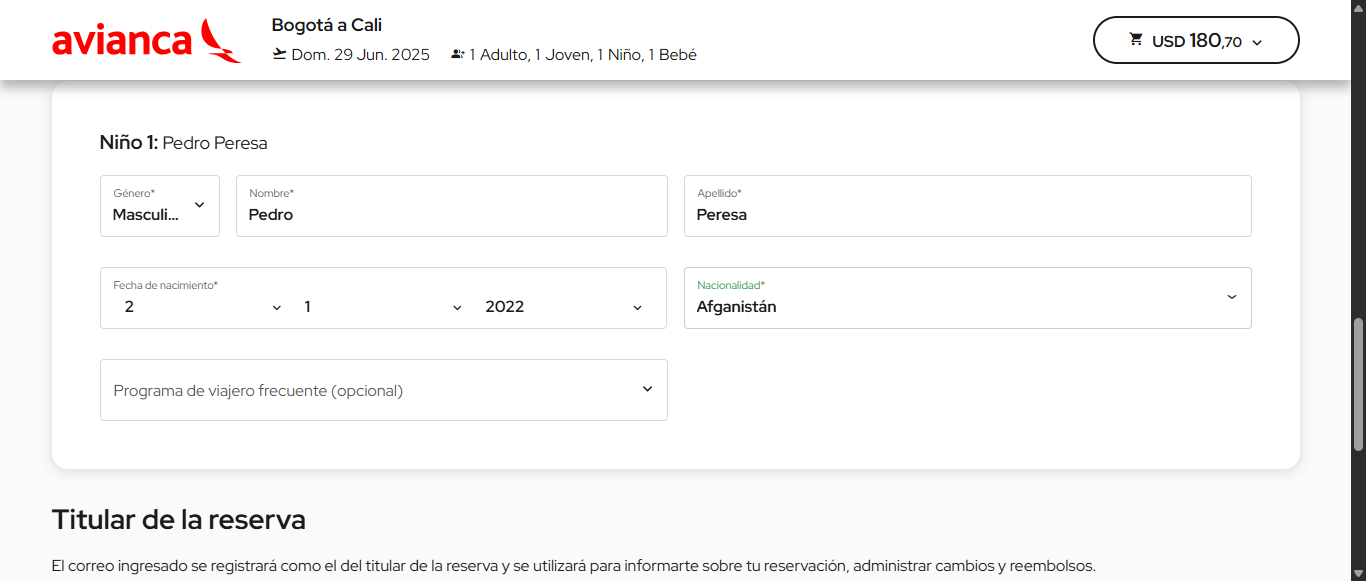 avianca
Bogotá a Cali
Dom. 29 Jun. 2025 1 Adulto, 1 Joven, 1 Niño, 1 Bebé
USD 180,70
Niño 1: Pedro Peresa
Género*
Masculi...
Nombre*
Pedro
Apellido*
Peresa
Fecha de nacimiento*
2 1 2022
Nacionalidad*
Afganistán
Programa de viajero frecuente (opcional)
Titular de la reserva
El correo ingresado se registrará como el del titular de la reserva y se utilizará para informarte sobre tu reservación, administrar cambios y reembolsos.